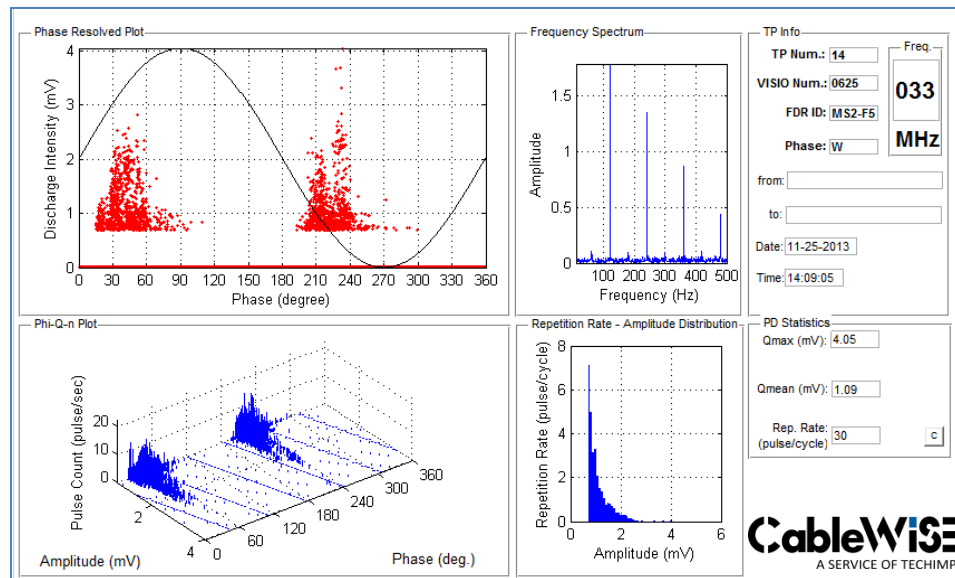 Phase Resolved Plot
4
3
2
1
0
Discharge Intensity (mV)
0 30 60 90 120 150 180 210 240 270 300 330 360
Phase (degree)
Frequency Spectrum
1.5
1
0.5
0
Amplitude
100 200 300 400 500
Frequency (Hz)
TP Info
TP Num.: 14
VISIO Num.: 0625
FDR ID: MS2-F5
Phase: W
Freq.
033
MHz
from:
to:
Date: 11-25-2013
Time: 14:09:05
Phi-Q-n Plot
20
10
0
Pulse Count (pulse/sec)
2
4
Amplitude (mV)
0 60 120 180 240 300 360
Phase (deg.)
Repetition Rate - Amplitude Distribution
8
6
4
2
0
Repetition Rate (pulse/cycle)
0 2 4 6
Amplitude (mV)
PD Statistics
Qmax (mV): 4.05
Qmean (mV): 1.09
Rep. Rate:
(pulse/cycle) 30
C
CableWiSE
A SERVICE OF TECHIMP